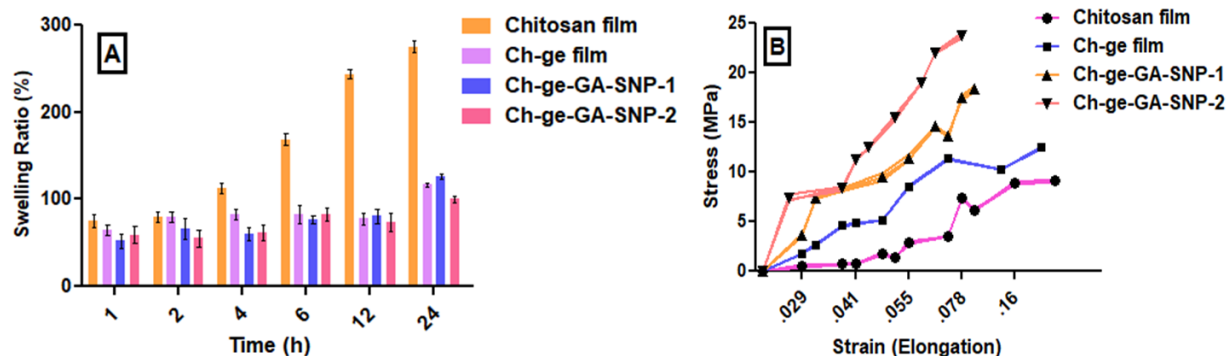 A
300
200
100
0
Swelling Ratio (%)
1
2
4
6
12
24
Time (h)
Chitosan film
Ch-ge film
Ch-ge-GA-SNP-1
Ch-ge-GA-SNP-2
B
25
20
15
10
5
0
Stress (MPa)
.029
.041
.055
.078
.16
Strain (Elongation)
Chitosan film
Ch-ge film
Ch-ge-GA-SNP-1
Ch-ge-GA-SNP-2